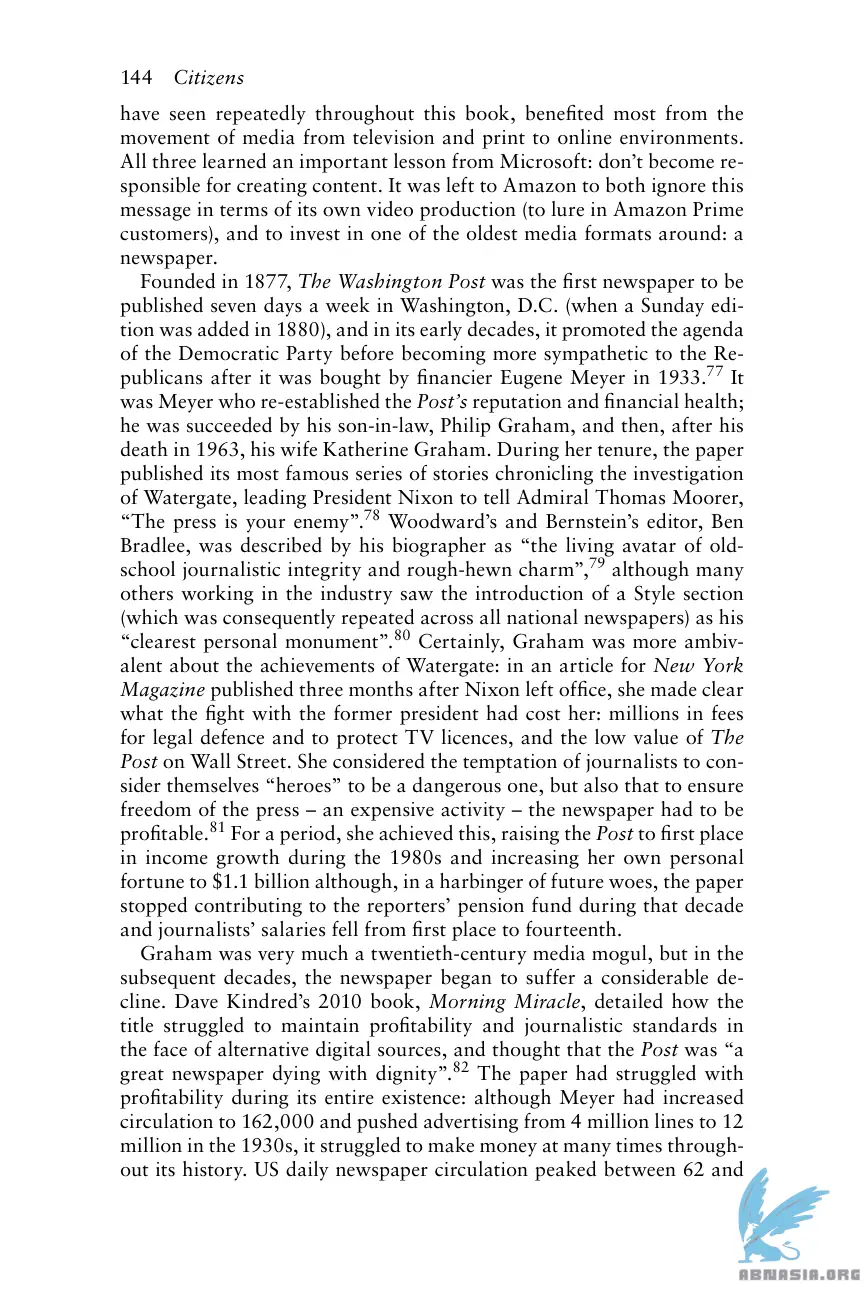 144 Citizens
have seen repeatedly throughout this book, benefited most from the
movement of media from television and print to online environments.
All three learned an important lesson from Microsoft: don’t become re-
sponsible for creating content. It was left to Amazon to both ignore this
message in terms of its own video production (to lure in Amazon Prime
customers), and to invest in one of the oldest media formats around: a
newspaper.
Founded in 1877, The Washington Post was the first newspaper to be
published seven days a week in Washington, D.C. (when a Sunday edi-
tion was added in 1880), and in its early decades, it promoted the agenda
of the Democratic Party before becoming more sympathetic to the Re-
publicans after it was bought by financier Eugene Meyer in 1933.77 It
was Meyer who re-established the Post’s reputation and financial health;
he was succeeded by his son-in-law, Philip Graham, and then, after his
death in 1963, his wife Katherine Graham. During her tenure, the paper
published its most famous series of stories chronicling the investigation
of Watergate, leading President Nixon to tell Admiral Thomas Moorer,
“The press is your enemy”.78 Woodward’s and Bernstein’s editor, Ben
Bradlee, was described by his biographer as “the living avatar of old-
school journalistic integrity and rough-hewn charm”,79 although many
others working in the industry saw the introduction of a Style section
(which was consequently repeated across all national newspapers) as his
“clearest personal monument”.80 Certainly, Graham was more ambiv-
alent about the achievements of Watergate: in an article for New York
Magazine published three months after Nixon left office, she made clear
what the fight with the former president had cost her: millions in fees
for legal defence and to protect TV licences, and the low value of The
Post on Wall Street. She considered the temptation of journalists to con-
sider themselves “heroes” to be a dangerous one, but also that to ensure
freedom of the press – an expensive activity – the newspaper had to be
profitable.81 For a period, she achieved this, raising the Post to first place
in income growth during the 1980s and increasing her own personal
fortune to $1.1 billion although, in a harbinger of future woes, the paper
stopped contributing to the reporters’ pension fund during that decade
and journalists’ salaries fell from first place to fourteenth.
Graham was very much a twentieth-century media mogul, but in the
subsequent decades, the newspaper began to suffer a considerable de-
cline. Dave Kindred’s 2010 book, Morning Miracle, detailed how the
title struggled to maintain profitability and journalistic standards in
the face of alternative digital sources, and thought that the Post was “a
great newspaper dying with dignity”.82 The paper had struggled with
profitability during its entire existence: although Meyer had increased
circulation to 162,000 and pushed advertising from 4 million lines to 12
million in the 1930s, it struggled to make money at many times through-
out its history. US daily newspaper circulation peaked between 62 and
ABNASIA.ORG